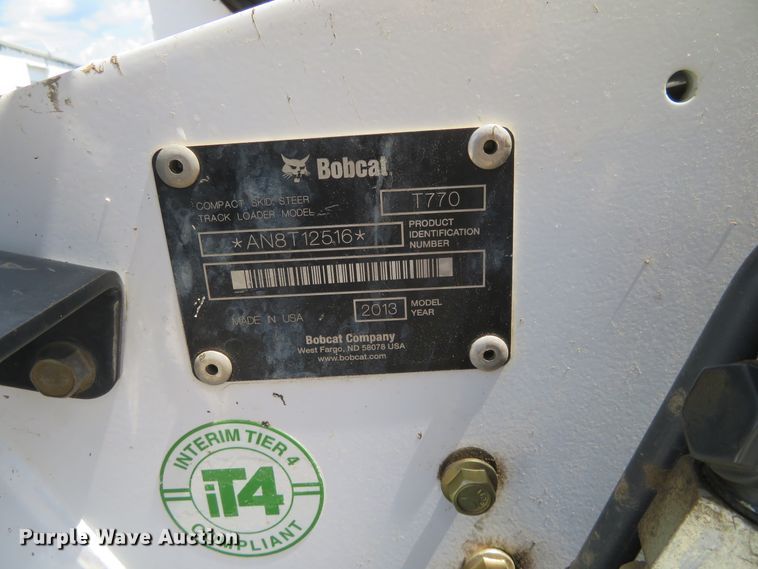 Bobcat
COMPACT SKID STEER
TRACK LOADER MODEL
T770
*AN8T12516*
PRODUCT
IDENTIFICATION
NUMBER
MADE IN USA
2013
MODEL
YEAR
Bobcat Company
West Fargo, ND 58078 USA
www.bobcat.com
INTERIM TIER 4
iT4
COMPLIANT
Purple Wave Auction